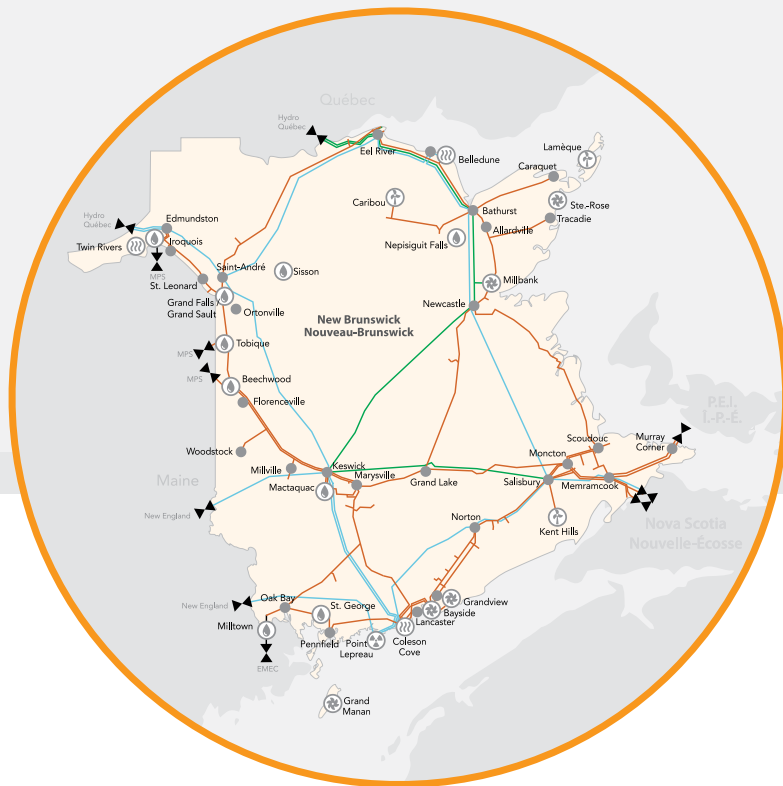 Québec
Hydro
Québec
Eel River
Belledune
Lamèque
Caraquet
Caribou
Ste.-Rose
Tracadie
Bathurst
Allardville
Nepisiguit Falls
Hydro
Québec
Edmundston
Twin Rivers
Iroquois
MPS
St. Leonard
Saint-André
Sisson
Grand Falls /
Grand Sault
Ortonville
Millbank
Newcastle
New Brunswick
Nouveau-Brunswick
Tobique
MPS
MPS
Beechwood
Florenceville
P.E.I.
Î.-P.-É.
Woodstock
Millville
Keswick
Marysville
Mactaquac
Grand Lake
Scoudouc
Moncton
Murray
Corner
Salisbury
Memramcook
Maine
New England
Norton
Kent Hills
Nova Scotia
Nouvelle-Écosse
New England
Oak Bay
St. George
Grandview
Bayside
Lancaster
Milltown
Pennfield
Point
Lepreau
Coleson
Cove
EMEC
Grand
Manan